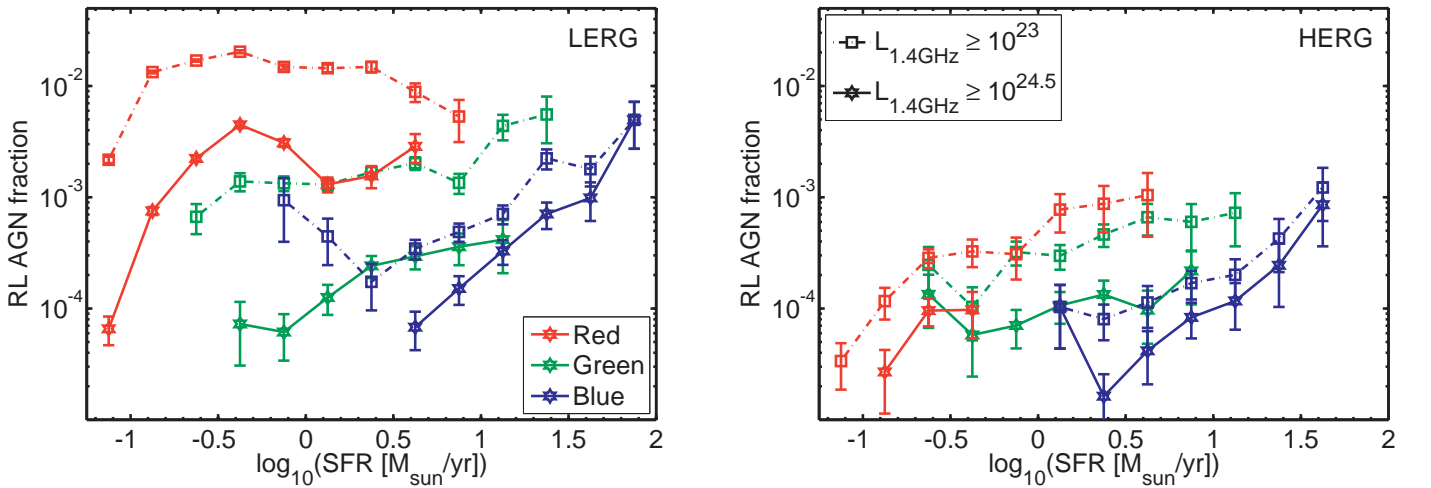 LERG
RL AGN fraction
10^-2
10^-3
10^-4
Red
Green
Blue
-1 -0.5 0 0.5 1 1.5 2
log10(SFR [Msun/yr])
HERG
L1.4GHz ≥ 10^23
L1.4GHz ≥ 10^24.5
RL AGN fraction
10^-2
10^-3
10^-4
-1 -0.5 0 0.5 1 1.5 2
log10(SFR [Msun/yr])